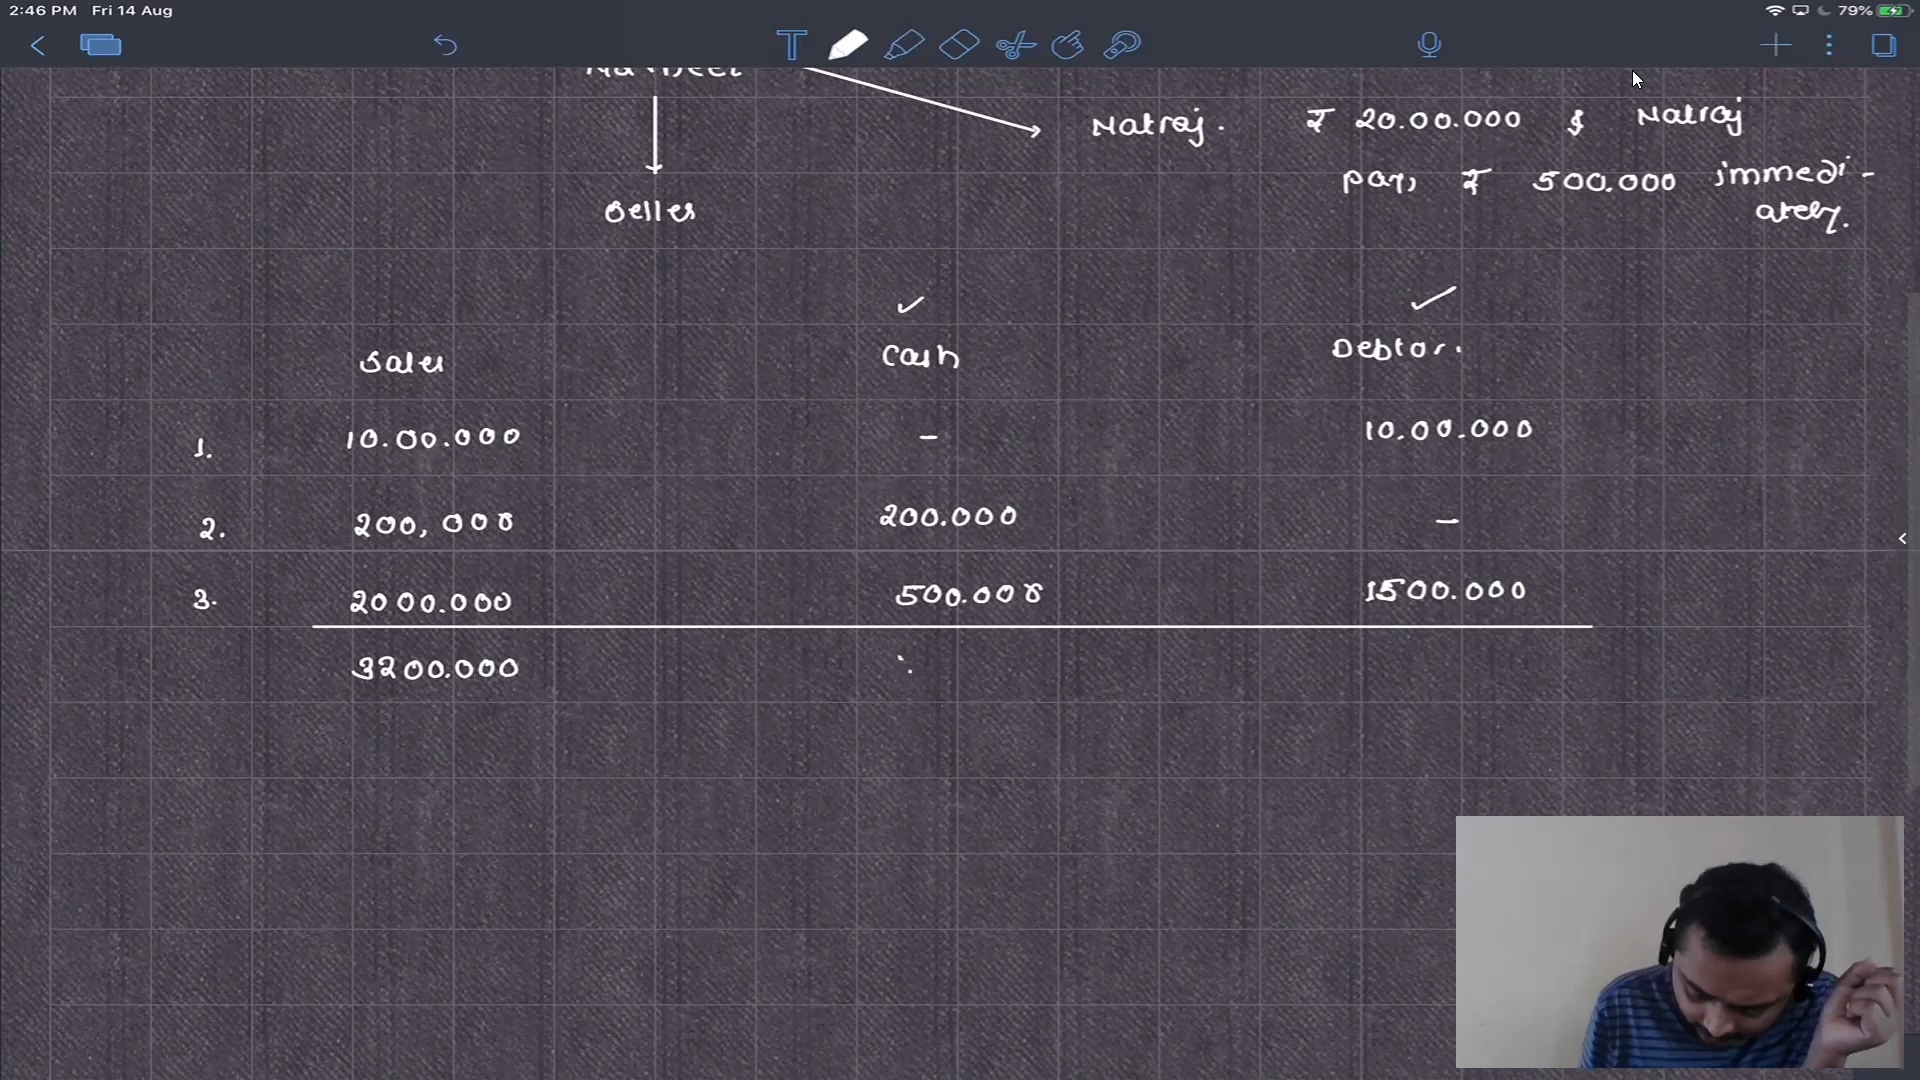 2:46 PM Fri 14 Aug
79%
T
Natraj. ₹ 20.00.000 & Natraj
pays ₹ 500.000 immedi-
ately.
Seller
Sales Cash Debtor.
1. 10.00.000 - 10.00.000
2. 200,000 200.000 -
3. 2000.000 500.000 1500.000
3200.000